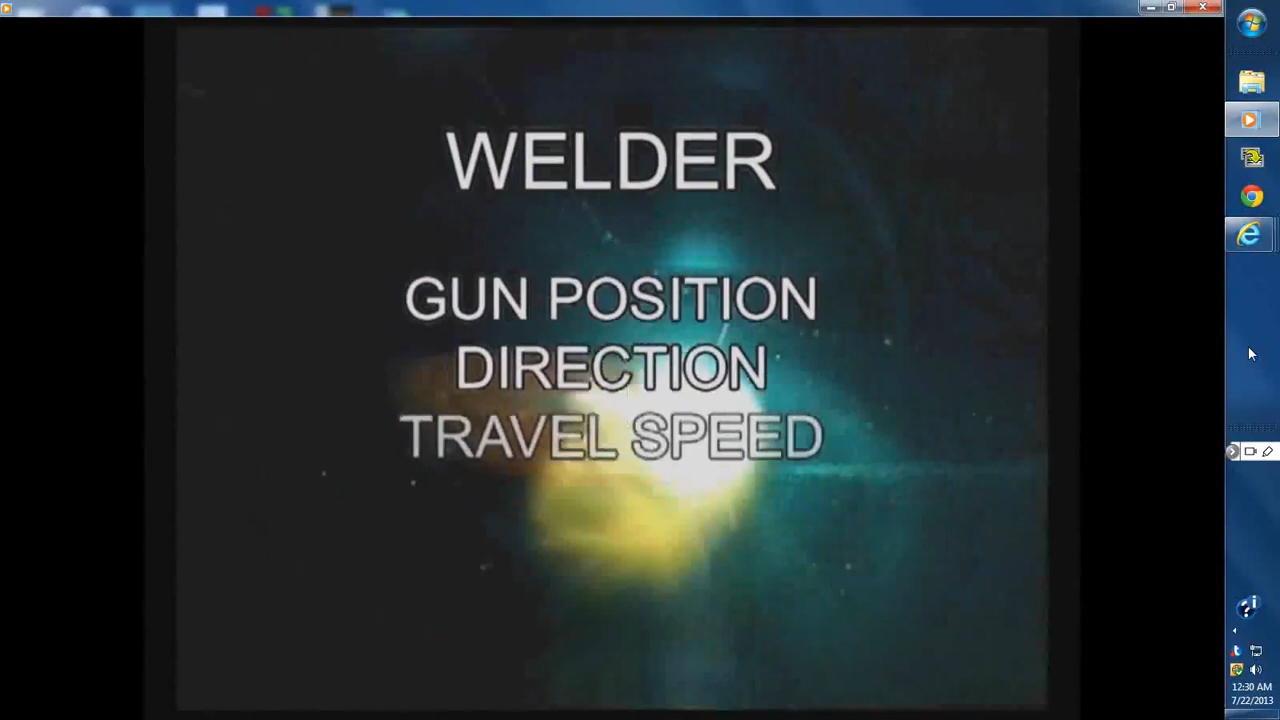 WELDER
GUN POSITION
DIRECTION
TRAVEL SPEED
12:30 AM
7/22/2013